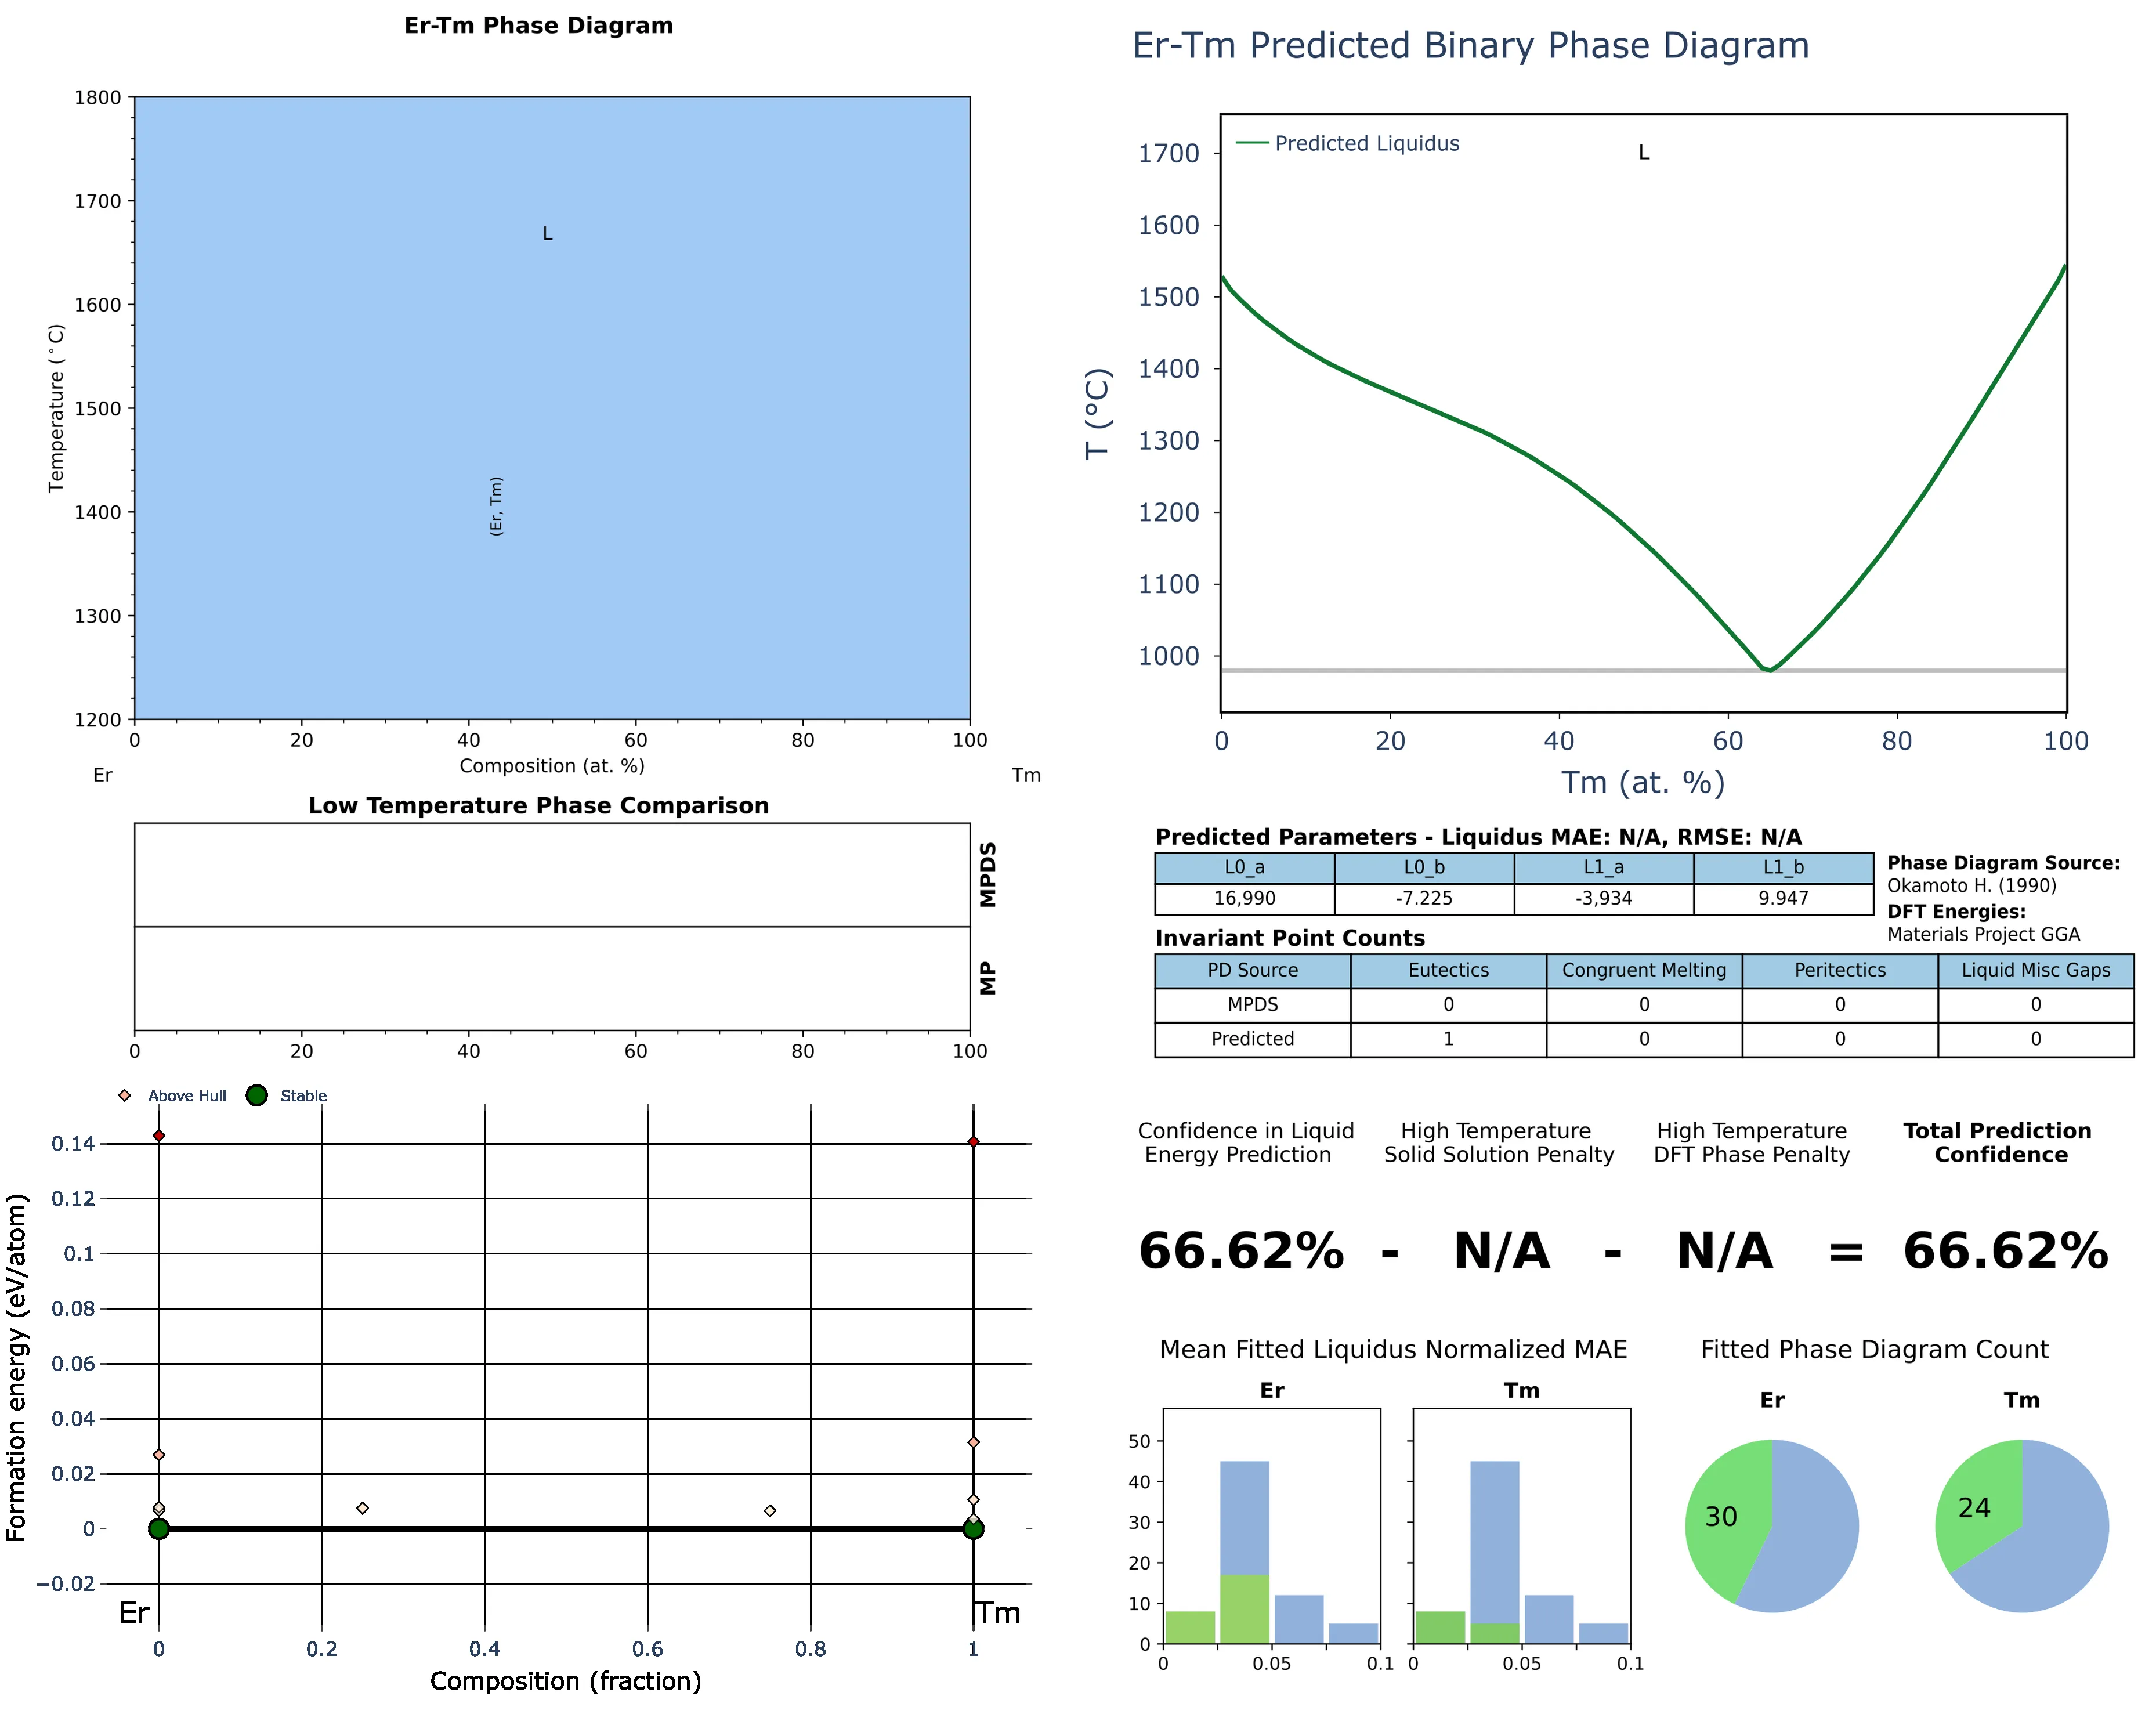 Er-Tm Phase Diagram
1800
1700
1600
1500
1400
1300
1200
Temperature (°C)
L
(Er, Tm)
0 20 40 60 80 100
Er Composition (at. %) Tm
Low Temperature Phase Comparison
MPDS
MP
0 20 40 60 80 100
Above Hull Stable
0.14
0.12
0.1
0.08
0.06
0.04
0.02
0
−0.02
Formation energy (eV/atom)
Er Tm
0 0.2 0.4 0.6 0.8 1
Composition (fraction)
Er-Tm Predicted Binary Phase Diagram
Predicted Liquidus
L
1700
1600
1500
1400
1300
1200
1100
1000
T (°C)
0 20 40 60 80 100
Tm (at. %)
Predicted Parameters - Liquidus MAE: N/A, RMSE: N/A
L0_a L0_b L1_a L1_b
16,990 -7.225 -3,934 9.947
Phase Diagram Source:
Okamoto H. (1990)
DFT Energies:
Materials Project GGA
Invariant Point Counts
PD Source Eutectics Congruent Melting Peritectics Liquid Misc Gaps
MPDS 0 0 0 0
Predicted 1 0 0 0
Confidence in Liquid
Energy Prediction
High Temperature
Solid Solution Penalty
High Temperature
DFT Phase Penalty
Total Prediction
Confidence
66.62% - N/A - N/A = 66.62%
Mean Fitted Liquidus Normalized MAE
Er Tm
50
40
30
20
10
0
0 0.05 0.1 0 0.05 0.1
Fitted Phase Diagram Count
Er Tm
30 24